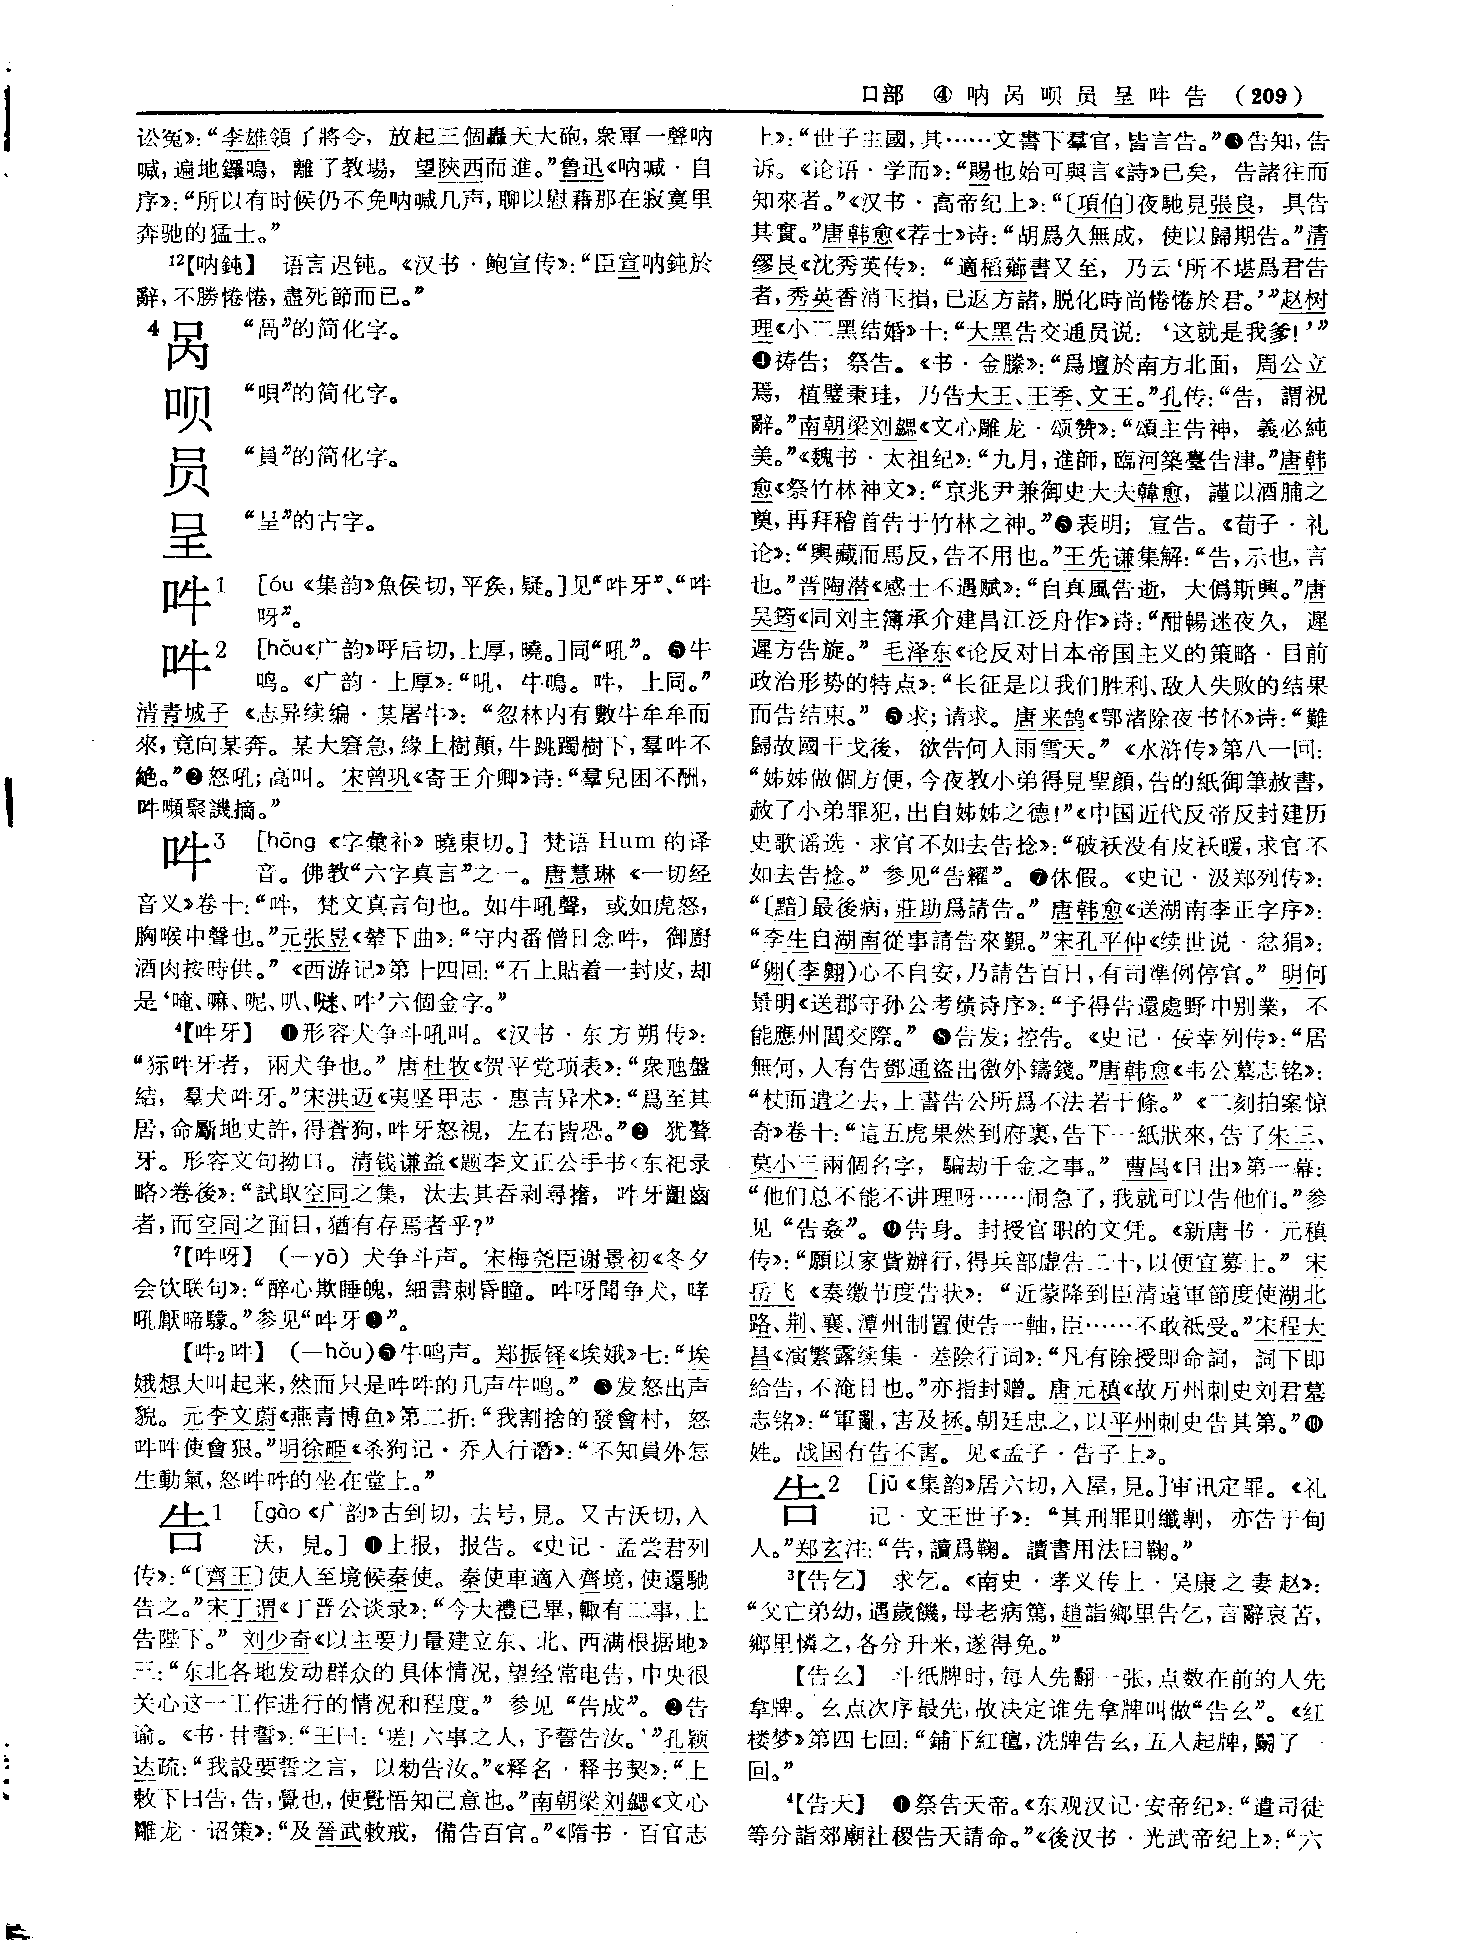 口部 ④ 呐呙呗员呈吽告 (209)
讼冤》：“李雄領了將令，放起三個轟天大砲，衆軍一聲呐
喊，遍地鑼鳴，離了教場，望陝西而進。”鲁迅《呐喊·自
序》：“所以有时候仍不免呐喊几声，聊以慰藉那在寂寞里
奔驰的猛士。”
12【呐鈍】 语言迟钝。《汉书·鲍宣传》：“臣宣呐鈍於
辭，不勝惓惓，盡死節而已。”
4 呙 “咼”的简化字。
呗 “唄”的简化字。
员 “員”的简化字。
呈 “呈”的古字。
吽1 [óu《集韵》魚侯切，平侯，疑。]见“吽牙”、“吽
呀”。
吽2 [hǒu《广韵》呼后切，上厚，曉。]同“吼”。❶牛
鸣。《广韵·上厚》：“吼，牛鳴。吽，上同。”
清青城子《志异续编·某屠牛》：“忽林内有數牛牟牟而
來，竟向某奔。某大窘急，緣上樹顛，牛跳躅樹下，羣吽不
絶。”❷怒吼；高叫。宋曾巩《寄王介卿》诗：“羣兒困不酬，
吽噸聚譏摘。”
吽3 [hōng《字彙补》曉東切。] 梵语 Hum 的译
音。佛教“六字真言”之一。唐慧琳《一切经
音义》卷十：“吽，梵文真言句也。如牛吼聲，或如虎怒，
胸喉中聲也。”元张昱《辇下曲》：“守内番僧日念吽，御廚
酒肉按時供。”《西游记》第十四回：“石上貼着一封皮，却
是‘唵、嘛、呢、叭、𡄣、吽’六個金字。”
4【吽牙】 ❶形容犬争斗吼叫。《汉书·东方朔传》：
“狋吽牙者，兩犬争也。”唐杜牧《贺平党项表》：“衆虺盤
結，羣犬吽牙。”宋洪迈《夷坚甲志·惠吉异术》：“爲至其
居，命斸地丈許，得蒼狗，吽牙怒視，左右皆恐。”❷ 犹聱
牙。形容文句拗口。清钱谦益《题李文正公手书〈东祀录
略〉卷後》：“試取空同之集，汰去其吞剥尋撦，吽牙齟齒
者，而空同之面目，猶有存焉者乎？”
7【吽呀】 (－yā) 犬争斗声。宋梅尧臣谢景初《冬夕
会饮联句》：“醉心欺睡魄，細書刺昏瞳。吽呀聞争犬，哮
吼厭啼驡。”参见“吽牙❶”。
【吽2吽】 (－hǒu)❶牛鸣声。郑振铎《埃娥》七：“埃
娥想大叫起来，然而只是吽吽的几声牛鸣。” ❷发怒出声
貌。元李文蔚《燕青博鱼》第二折：“我割捨的發會村，怒
吽吽使會狠。”明徐𤰢《杀狗记·乔人行谮》：“不知員外怎
生動氣，怒吽吽的坐在堂上。”
告1 [gào《广韵》古到切，去号，見。又古沃切，入
沃，見。] ❶上报，报告。《史记·孟尝君列
传》：“〔齊王〕使人至境候秦使。秦使車適入齊境，使還馳
告之。”宋丁谓《丁晋公谈录》：“今大禮已畢，輒有二事，上
告陛下。”刘少奇《以主要力量建立东、北、西满根据地》
三：“东北各地发动群众的具体情况，望经常电告，中央很
关心这一工作进行的情况和程度。”参见“告成”。❷告
谕。《书·甘誓》：“王曰：‘嗟！六事之人，予誓告汝。’”孔颖
达疏：“我設要誓之言，以勑告汝。”《释名·释书契》：“上
敕下曰告，告，覺也，使覺悟知己意也。”南朝梁刘勰《文心
雕龙·诏策》：“及晉武敕戒，備告百官。”《隋书·百官志
上》：“世子主國，其……文書下羣官，皆言告。”❸告知，告
诉。《论语·学而》：“賜也始可與言《詩》已矣，告諸往而
知來者。”《汉书·高帝纪上》：“〔項伯〕夜馳見張良，具告
其實。”唐韩愈《荐士》诗：“胡爲久無成，使以歸期告。”清
缪艮《沈秀英传》：“適稻薌書又至，乃云‘所不堪爲君告
者，秀英香消玉損，已返方諸，脱化時尚惓惓於君。’”赵树
理《小二黑结婚》十：“大黑告交通员说：‘这就是我爹！’”
❹祷告；祭告。《书·金縢》：“爲壇於南方北面，周公立
焉，植璧秉珪，乃告大王、王季、文王。”孔传：“告，謂祝
辭。”南朝梁刘勰《文心雕龙·颂赞》：“頌主告神，義必純
美。”《魏书·太祖纪》：“九月，進師，臨河築臺告津。”唐韩
愈《祭竹林神文》：“京兆尹兼御史大夫韓愈，謹以酒脯之
奠，再拜稽首告于竹林之神。”❺表明；宣告。《荀子·礼
论》：“輿藏而馬反，告不用也。”王先谦集解：“告，示也，言
也。”晋陶潜《感士不遇赋》：“自真風告逝，大僞斯興。”唐
吴筠《同刘主簿承介建昌江泛舟作》诗：“酣暢迷夜久，遲
遲方告旋。”毛泽东《论反对日本帝国主义的策略·目前
政治形势的特点》：“长征是以我们胜利、敌人失败的结果
而告结束。” ❻求；请求。唐来鹄《鄂渚除夜书怀》诗：“難
歸故國干戈後，欲告何人雨雪天。”《水浒传》第八一回：
“姊姊做個方便，今夜教小弟得見聖顔，告的紙御筆赦書，
赦了小弟罪犯，出自姊姊之德！”《中国近代反帝反封建历
史歌谣选·求官不如去告捻》：“破袄没有皮袄暖，求官不
如去告捻。”参见“告糴”。❼休假。《史记·汲郑列传》：
“〔黯〕最後病，莊助爲請告。”唐韩愈《送湖南李正字序》：
“李生自湖南從事請告來覲。”宋孔平仲《续世说·忿狷》：
“翱(李翱)心不自安，乃請告百日，有司準例停官。”明何
景明《送郡守孙公考绩诗序》：“予得告還處野中别業，不
能應州閭交際。” ❽告发；控告。《史记·佞幸列传》：“居
無何，人有告鄧通盜出徼外鑄錢。”唐韩愈《韦公墓志铭》：
“杖而遣之去，上書告公所爲不法若干條。”《二刻拍案惊
奇》卷十：“這五虎果然到府裏，告下一紙狀來，告了朱三、
莫小三兩個名字，騙劫千金之事。”曹禺《日出》第一幕：
“他们总不能不讲理呀……闹急了，我就可以告他们。”参
见“告姦”。❾告身。封授官职的文凭。《新唐书·元稹
传》：“願以家貲辦行，得兵部虚告二十，以便宜募士。”宋
岳飞《奏缴节度告状》：“近蒙降到臣清遠軍節度使湖北
路、荆、襄、潭州制置使告一軸，臣……不敢祇受。”宋程大
昌《演繁露续集·差除行词》：“凡有除授即命詞，詞下即
給告，不淹日也。”亦指封赠。唐元稹《故万州刺史刘君墓
志铭》：“軍亂，害及拯。朝廷忠之，以平州刺史告其第。”❿
姓。战国有告不害。见《孟子·告子上》。
告2 [jū《集韵》居六切，入屋，見。]审讯定罪。《礼
记·文王世子》：“其刑罪則纖剸，亦告于甸
人。”郑玄注：“告，讀爲鞠。讀書用法曰鞠。”
3【告乞】 求乞。《南史·孝义传上·吴康之妻赵》：
“父亡弟幼，遇歲饑，母老病篤，趙詣鄉里告乞，言辭哀苦，
鄉里憐之，各分升米，遂得免。”
【告幺】 斗纸牌时，每人先翻一张，点数在前的人先
拿牌。幺点次序最先，故决定谁先拿牌叫做“告幺”。《红
楼梦》第四七回：“鋪下紅氊，洗牌告幺，五人起牌，鬭了一
回。”
4【告天】 ❶祭告天帝。《东观汉记·安帝纪》：“遣司徒
等分詣郊廟社稷告天請命。”《後汉书·光武帝纪上》：“六